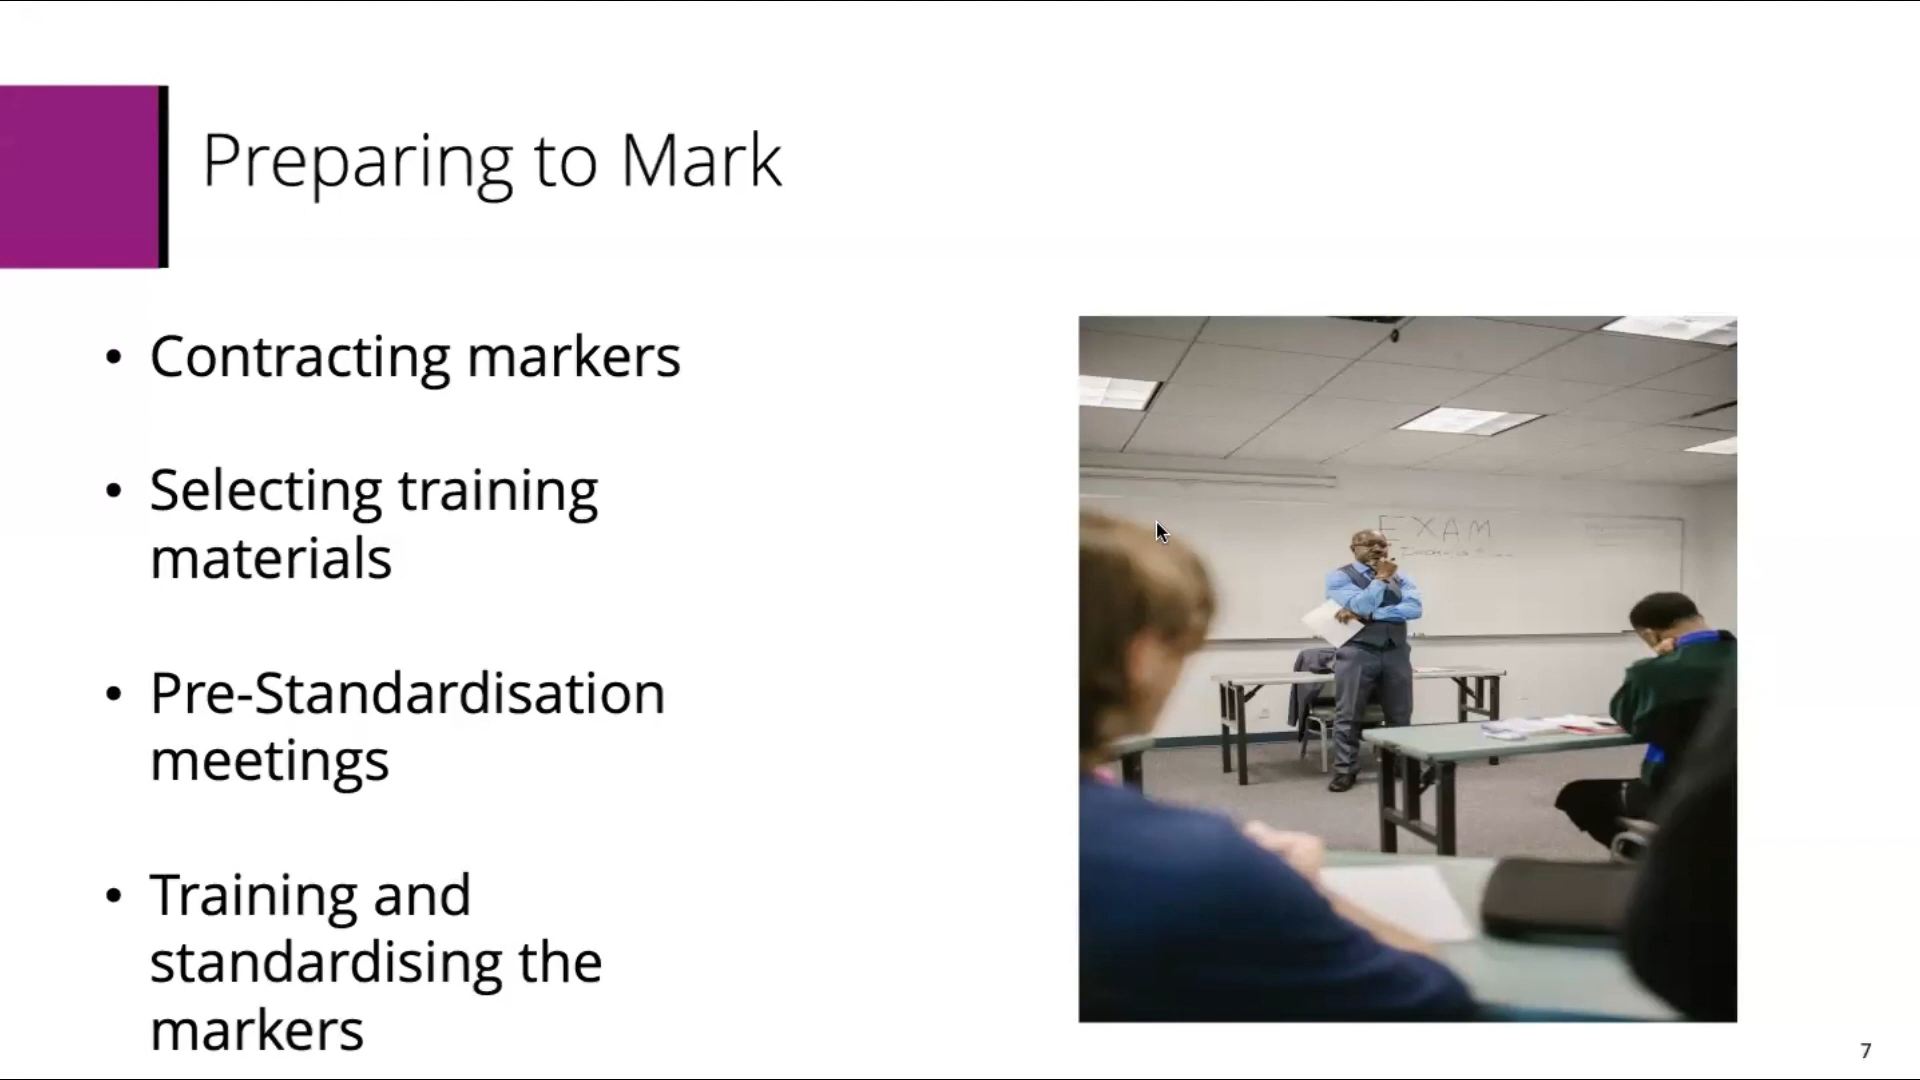 Preparing to Mark
• Contracting markers
• Selecting training
materials
• Pre-Standardisation
meetings
• Training and
standardising the
markers
EXAM
7